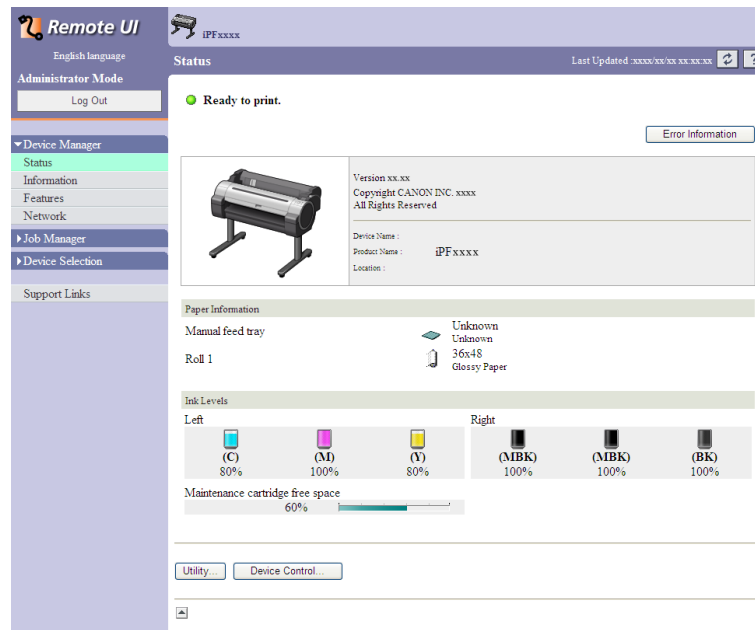 Remote UI
iPFxxxx
English language
Administrator Mode
Log Out
Status
Last Updated :xxxx/xx/xx xx:xx:xx
?
Ready to print.
Error Information
Device Manager
Status
Information
Features
Network
Job Manager
Device Selection
Support Links
Version xx.xx
Copyright CANON INC. xxxx
All Rights Reserved
Device Name :
Product Name : iPFxxxx
Location :
Paper Information
Manual feed tray Unknown
Unknown
Roll 1 36x48
Glossy Paper
Ink Levels
Left Right
(C) (M) (Y) (MBK) (MBK) (BK)
80% 100% 80% 100% 100% 100%
Maintenance cartridge free space
60%
Utility... Device Control...